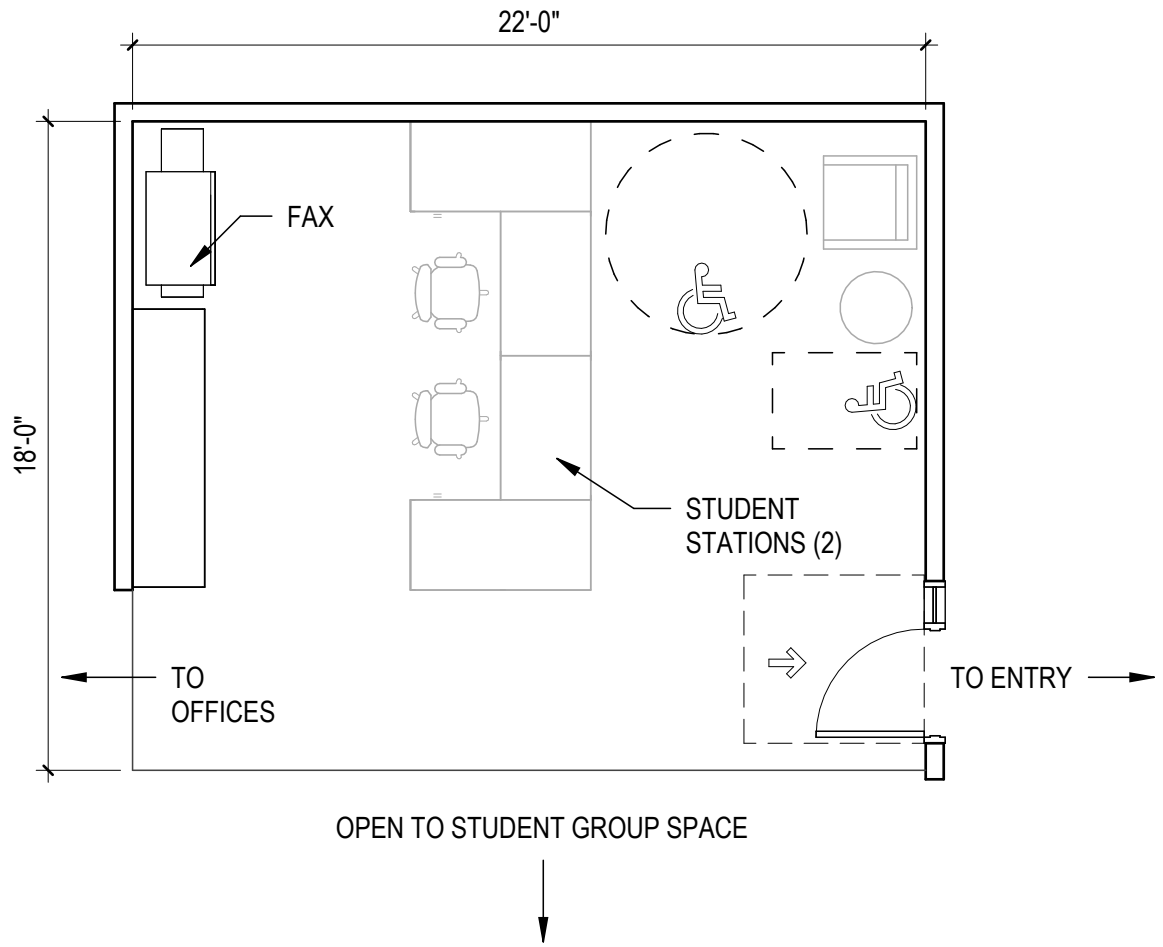 22'-0"
FAX
18'-0"
STUDENT
STATIONS (2)
TO
OFFICES
TO ENTRY
OPEN TO STUDENT GROUP SPACE